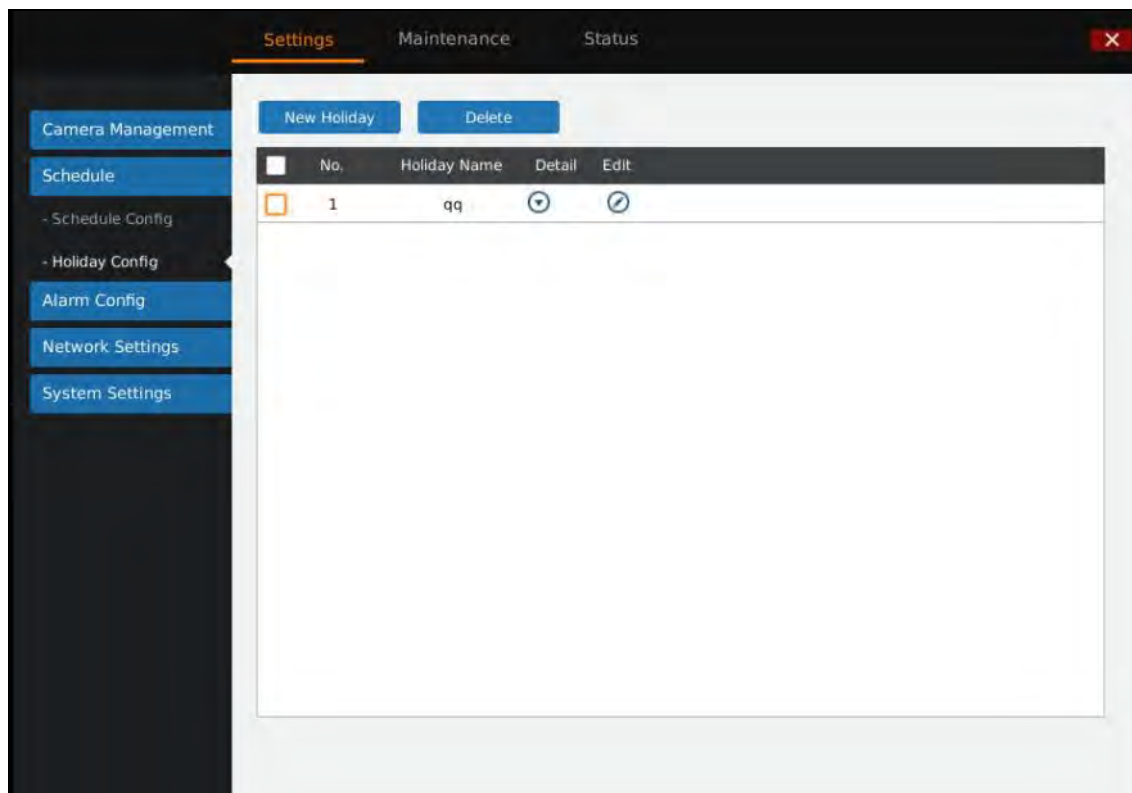 Settings Maintenance Status
New Holiday Delete
Camera Management
Schedule
- Schedule Config
- Holiday Config
Alarm Config
Network Settings
System Settings
No. Holiday Name Detail Edit
1 qq